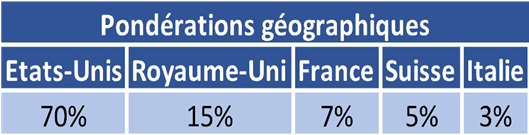 Pondérations géographiques
Etats-Unis Royaume-Uni France Suisse Italie
70% 15% 7% 5% 3%